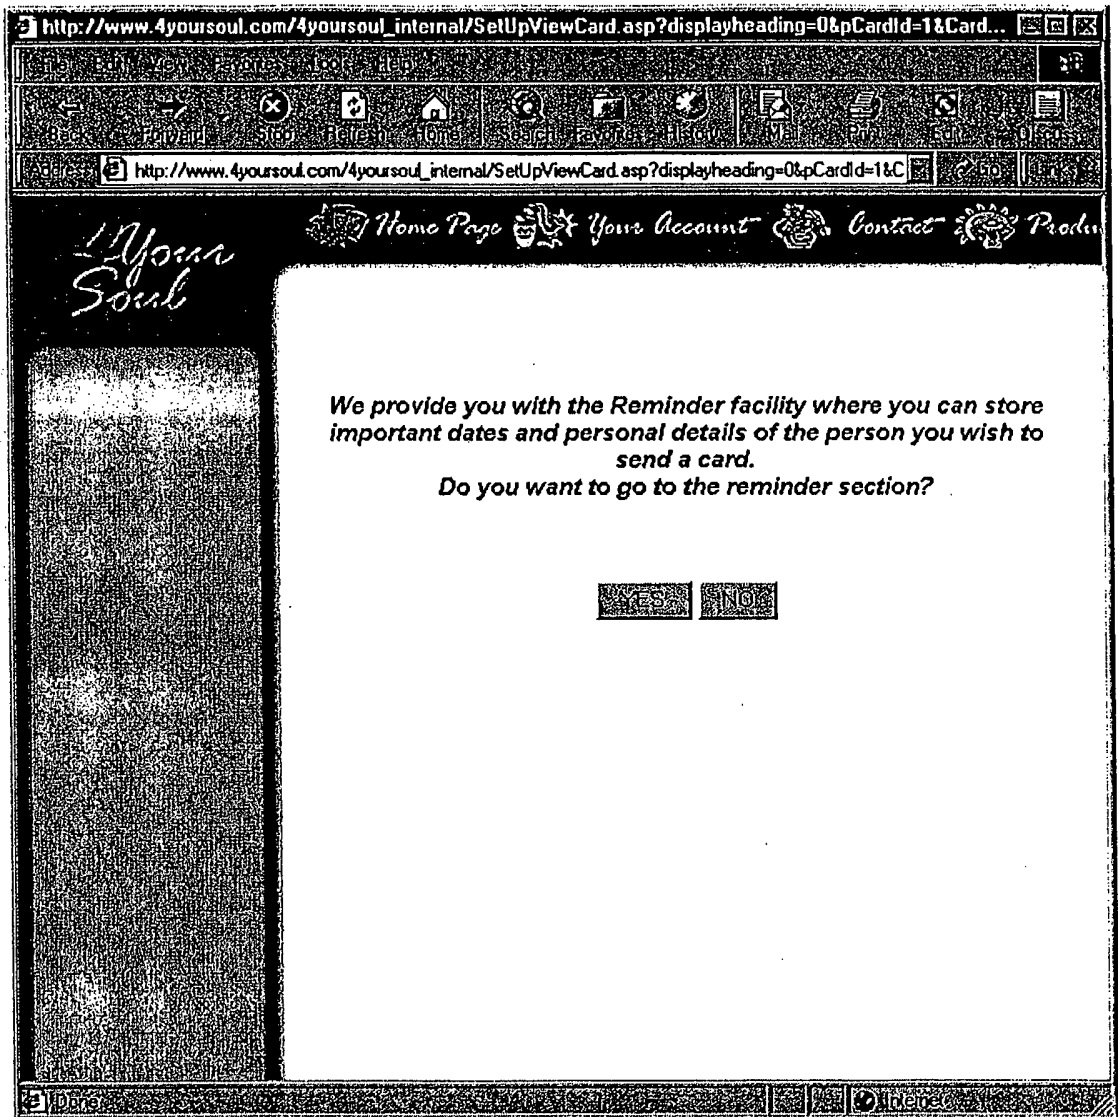 http://www.4yoursoul.com/4yoursoul_internal/SetUpViewCard.asp?displayheading=0&pCardId=1&Card...
File Edit View Favorites Tools Help
Back Forward Stop Refresh Home Search Favorites History Mail Print Edit Discuss
Address http://www.4yoursoul.com/4yoursoul_internal/SetUpViewCard.asp?displayheading=0&pCardId=1&C Go Links
4 Your
Soul
Home Page Your Account Contact Produ
We provide you with the Reminder facility where you can store
important dates and personal details of the person you wish to
send a card.
Do you want to go to the reminder section?
YES NO
Done Internet